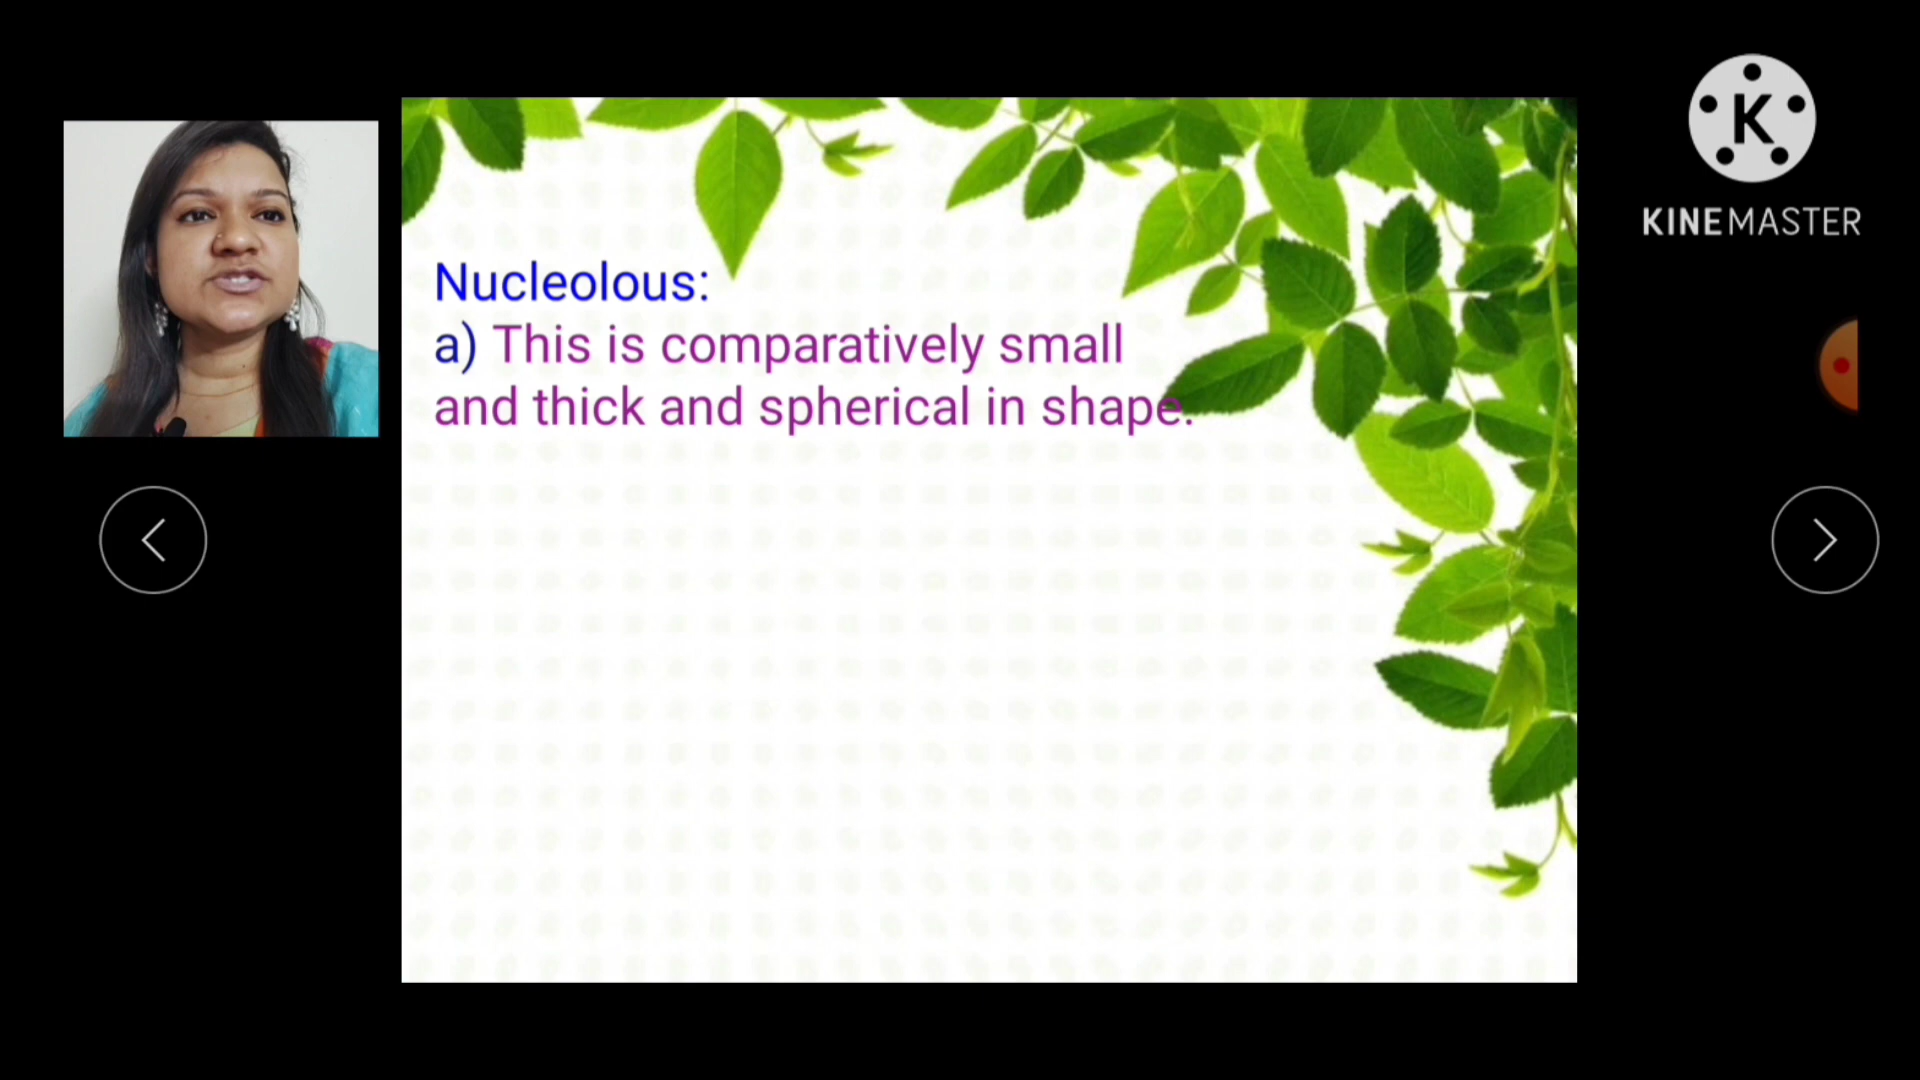 Nucleolous:
a) This is comparatively small
and thick and spherical in shape.
K
KINEMASTER